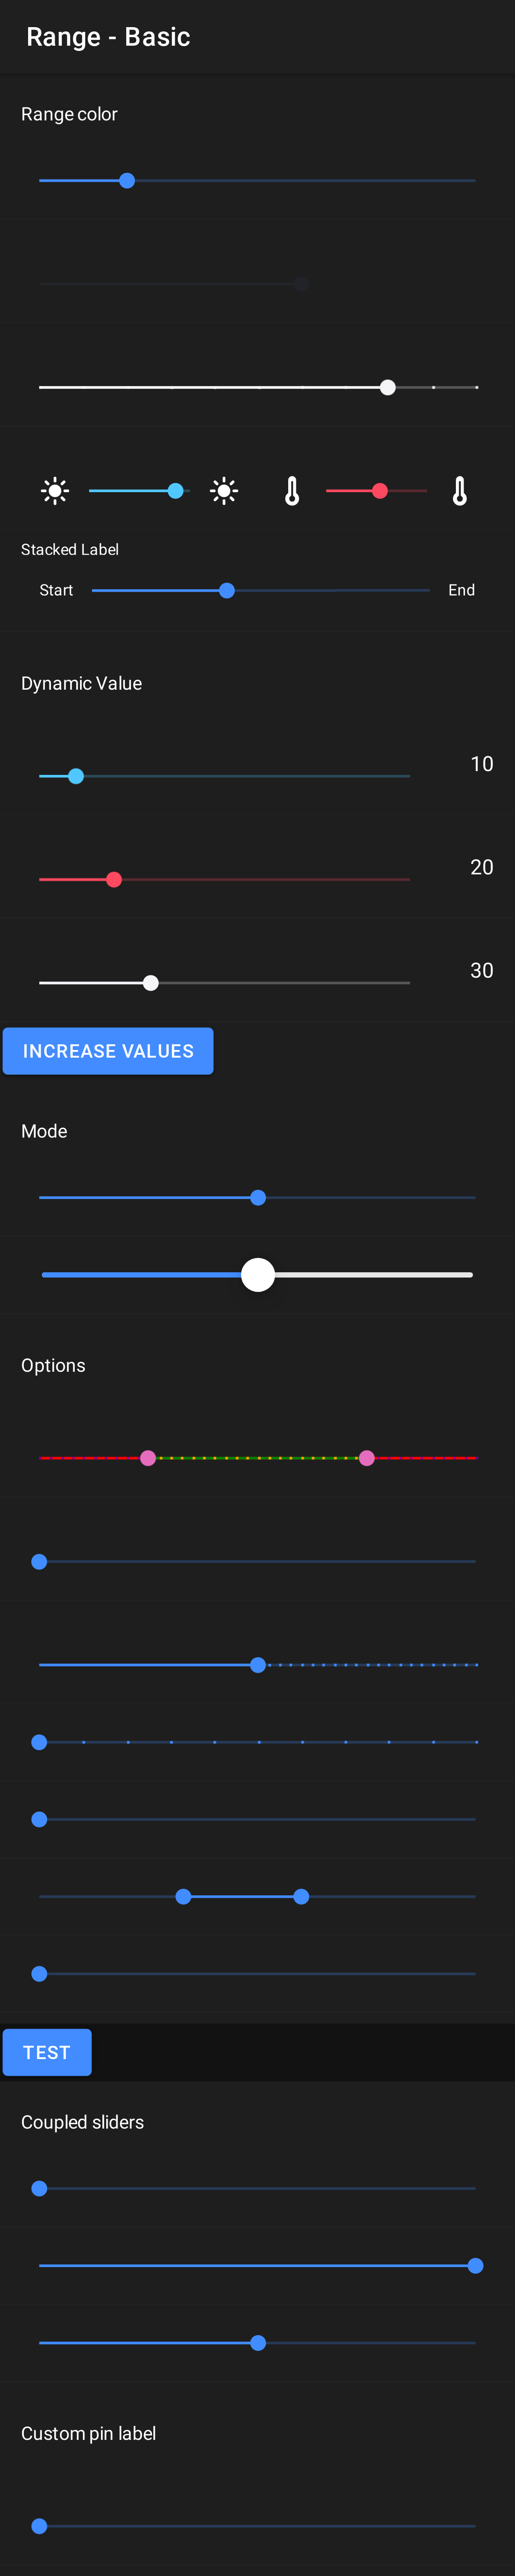 Range - Basic
Range color
Stacked Label
Start End
Dynamic Value
10
20
30
INCREASE VALUES
Mode
Options
TEST
Coupled sliders
Custom pin label